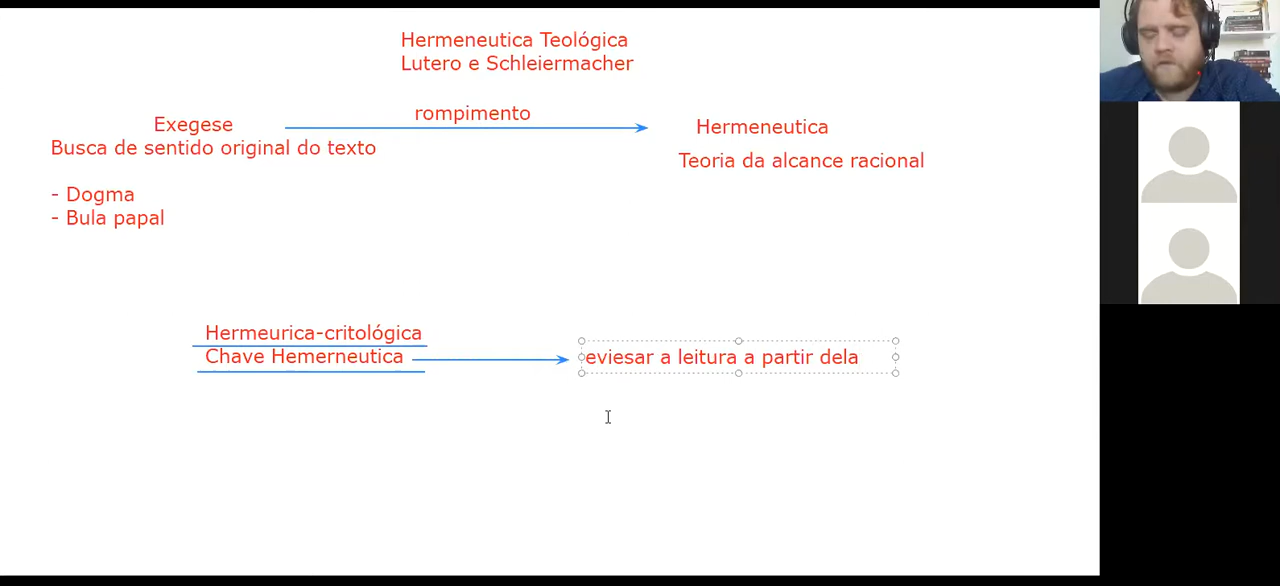 Hermeneutica Teológica
Lutero e Schleiermacher
rompimento
Exegese
Busca de sentido original do texto
- Dogma
- Bula papal
Hermeneutica
Teoria da alcance racional
Hermeurica-critológica
Chave Hemerneutica
eviesar a leitura a partir dela